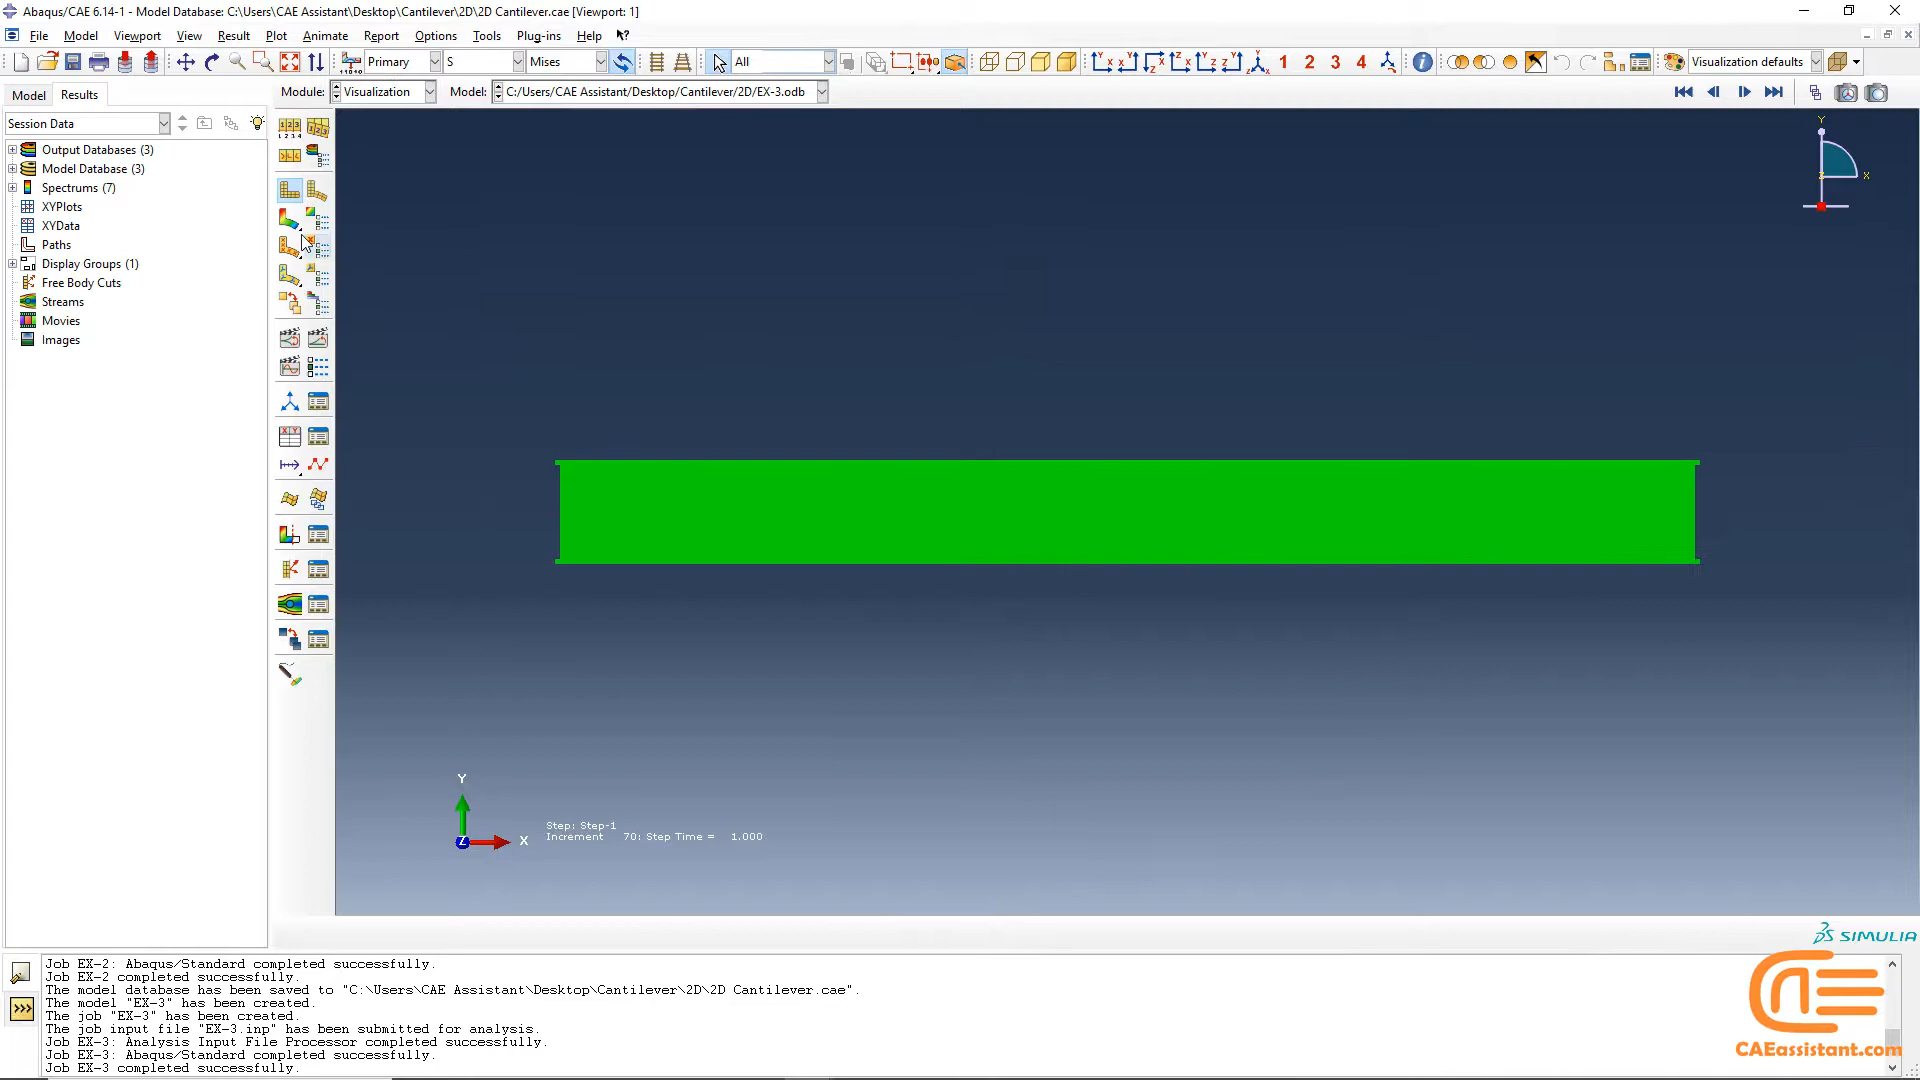 Abaqus/CAE 6.14-1 - Model Database: C:\Users\CAE Assistant\Desktop\Cantilever\2D\2D Cantilever.cae [Viewport: 1]
File Model Viewport View Result Plot Animate Report Options Tools Plug-ins Help
Primary S Mises All 1 2 3 4 Visualization defaults
Model Results Module: Visualization Model: C:/Users/CAE Assistant/Desktop/Cantilever/2D/EX-3.odb
Session Data
Output Databases (3)
Model Database (3)
Spectrums (7)
XYPlots
XYData
Paths
Display Groups (1)
Free Body Cuts
Streams
Movies
Images
Y
X
Z
Y
Z
X
Step: Step-1
Increment 70: Step Time = 1.000
SIMULIA
Job EX-2: Abaqus/Standard completed successfully.
Job EX-2 completed successfully.
The model database has been saved to "C:\Users\CAE Assistant\Desktop\Cantilever\2D\2D Cantilever.cae".
The model "EX-3" has been created.
The job "EX-3" has been created.
The job input file "EX-3.inp" has been submitted for analysis.
Job EX-3: Analysis Input File Processor completed successfully.
Job EX-3: Abaqus/Standard completed successfully.
Job EX-3 completed successfully.
CAEassistant.com